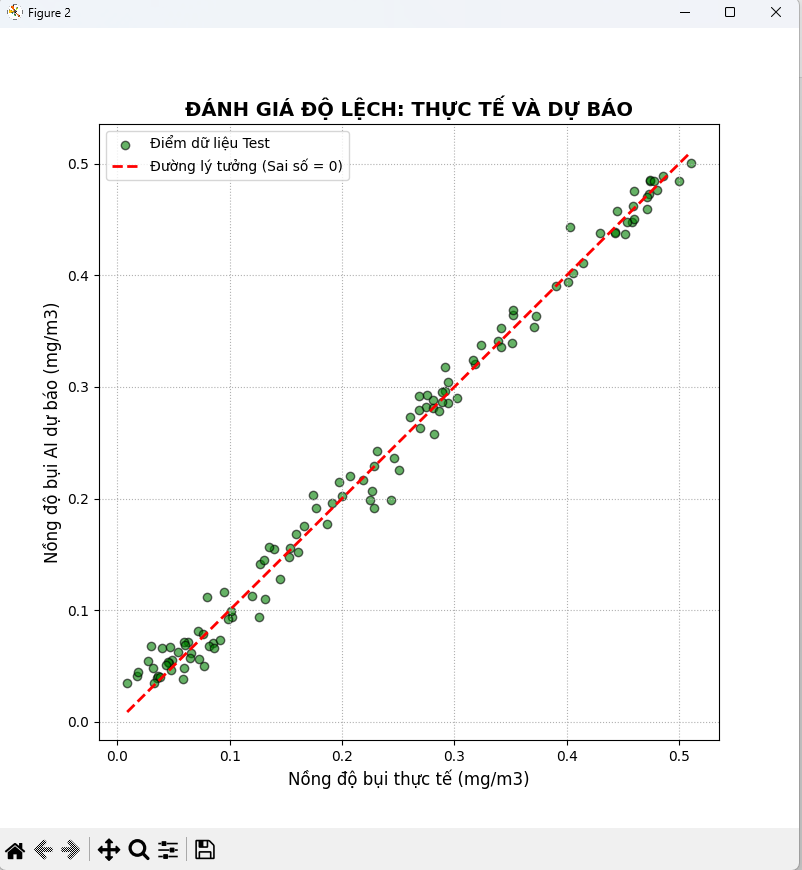 Figure 2
ĐÁNH GIÁ ĐỘ LỆCH: THỰC TẾ VÀ DỰ BÁO
Điểm dữ liệu Test
Đường lý tưởng (Sai số = 0)
Nồng độ bụi AI dự báo (mg/m3)
0.5
0.4
0.3
0.2
0.1
0.0
0.0
0.1
0.2
0.3
0.4
0.5
Nồng độ bụi thực tế (mg/m3)